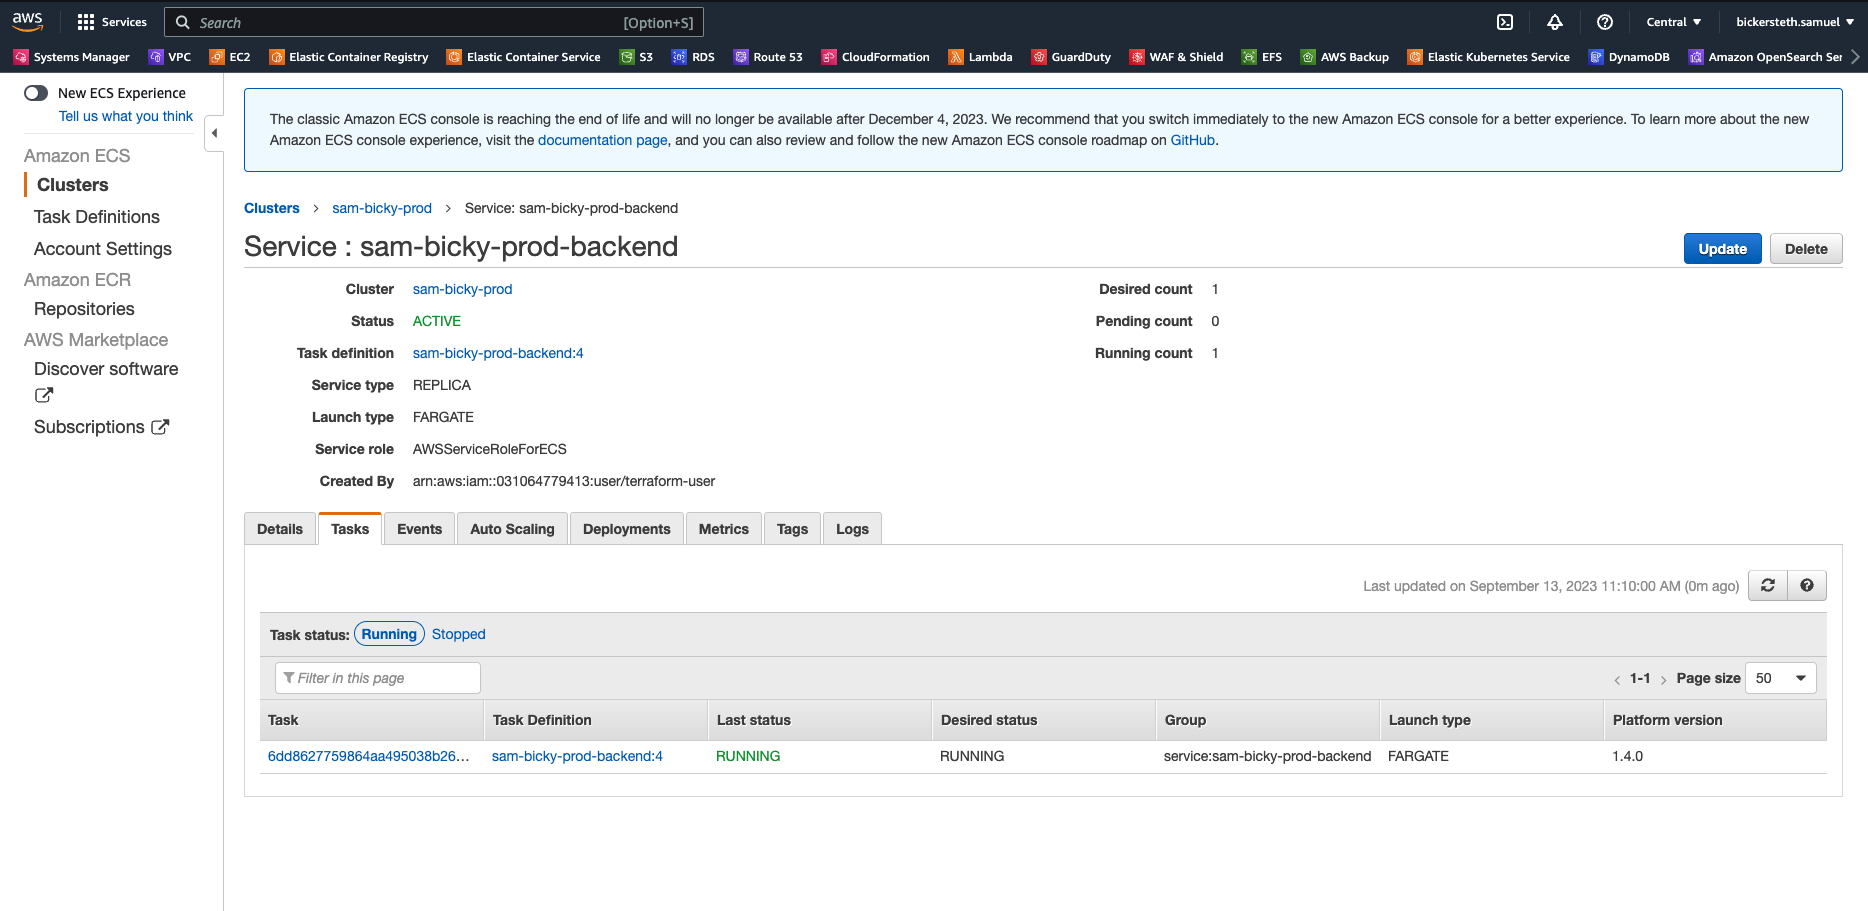 aws Services Search [Option+S] Central bickersteth.samuel
Systems Manager VPC EC2 Elastic Container Registry Elastic Container Service S3 RDS Route 53 CloudFormation Lambda GuardDuty WAF & Shield EFS AWS Backup Elastic Kubernetes Service DynamoDB Amazon OpenSearch Ser
New ECS Experience
Tell us what you think
Amazon ECS
Clusters
Task Definitions
Account Settings
Amazon ECR
Repositories
AWS Marketplace
Discover software
Subscriptions
The classic Amazon ECS console is reaching the end of life and will no longer be available after December 4, 2023. We recommend that you switch immediately to the new Amazon ECS console for a better experience. To learn more about the new
Amazon ECS console experience, visit the documentation page, and you can also review and follow the new Amazon ECS console roadmap on GitHub.
Clusters > sam-bicky-prod > Service: sam-bicky-prod-backend
Service : sam-bicky-prod-backend Update Delete
Cluster sam-bicky-prod Desired count 1
Status ACTIVE Pending count 0
Task definition sam-bicky-prod-backend:4 Running count 1
Service type REPLICA
Launch type FARGATE
Service role AWSServiceRoleForECS
Created By arn:aws:iam::031064779413:user/terraform-user
Details Tasks Events Auto Scaling Deployments Metrics Tags Logs
Last updated on September 13, 2023 11:10:00 AM (0m ago)
Task status: Running Stopped
Filter in this page < 1-1 > Page size 50
Task Task Definition Last status Desired status Group Launch type Platform version
6dd8627759864aa495038b26... sam-bicky-prod-backend:4 RUNNING RUNNING service:sam-bicky-prod-backend FARGATE 1.4.0